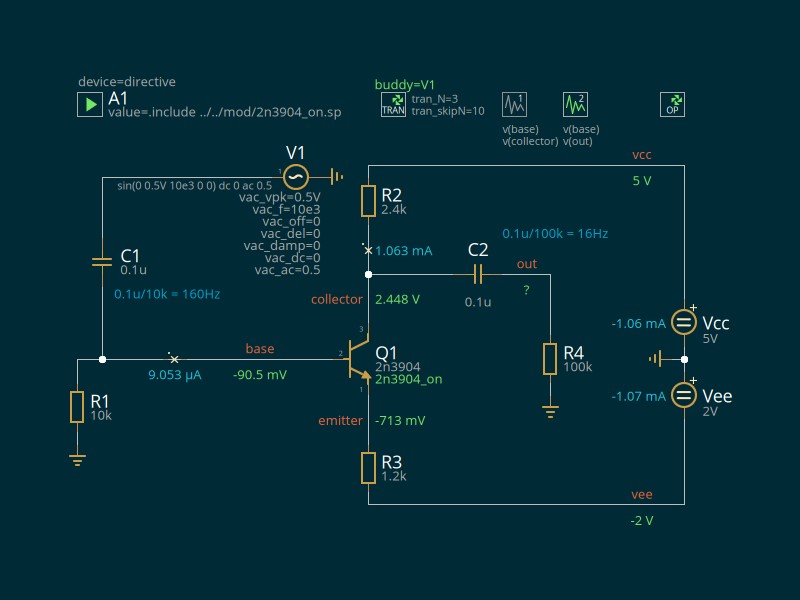 device=directive
A1
value=.include ../../mod/2n3904_on.sp
buddy=V1
TRAN
tran_N=3
tran_skipN=10
1
v(base)
v(collector)
2
v(base)
v(out)
OP
vcc
5 V
V1
1
sin(0 0.5V 10e3 0 0) dc 0 ac 0.5
vac_vpk=0.5V
vac_f=10e3
vac_off=0
vac_del=0
vac_damp=0
vac_dc=0
vac_ac=0.5
R2
2.4k
1.063 mA
C1
0.1u
0.1u/10k = 160Hz
C2
0.1u
0.1u/100k = 16Hz
out
?
collector
2.448 V
3
base
2
9.053 µA
-90.5 mV
Q1
2n3904
2n3904_on
1
R4
100k
-1.06 mA
+
Vcc
5V
-1.07 mA
+
Vee
2V
R1
10k
emitter
-713 mV
R3
1.2k
vee
-2 V